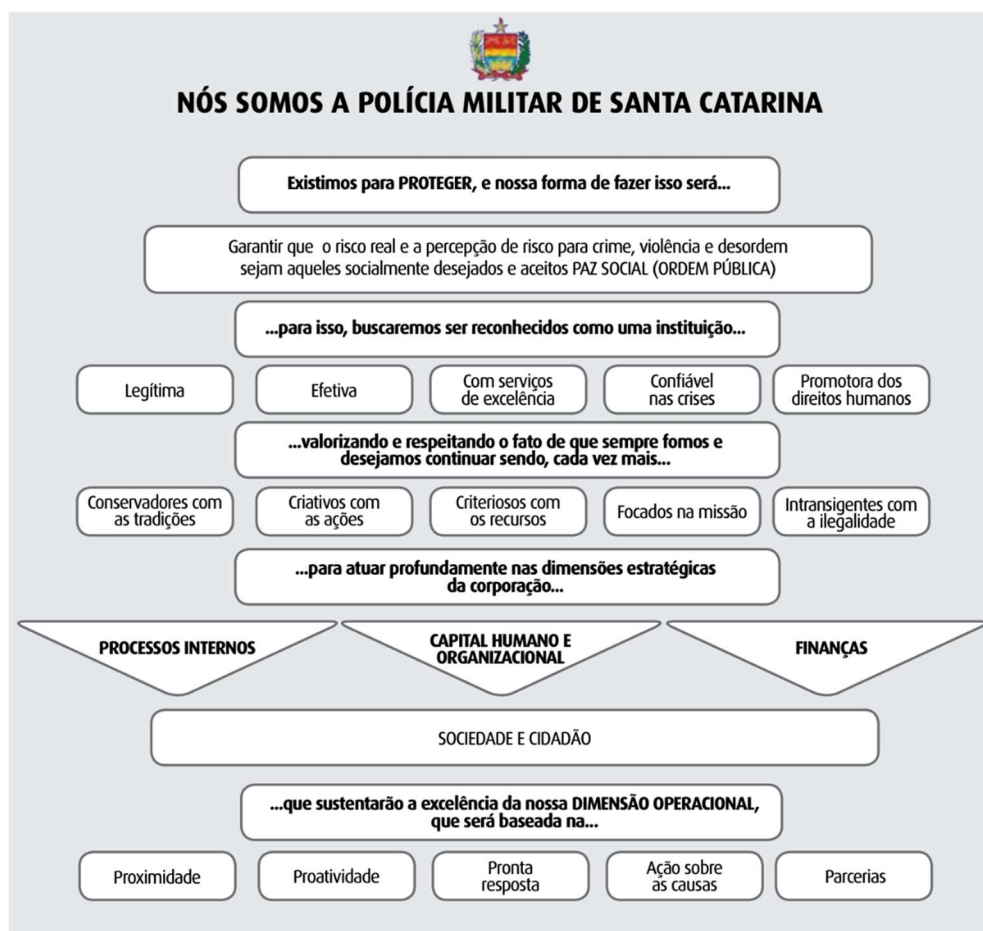 NÓS SOMOS A POLÍCIA MILITAR DE SANTA CATARINA
Existimos para PROTEGER, e nossa forma de fazer isso será...
Garantir que o risco real e a percepção de risco para crime, violência e desordem
sejam aqueles socialmente desejados e aceitos PAZ SOCIAL (ORDEM PÚBLICA)
...para isso, buscaremos ser reconhecidos como uma instituição...
Legítima
Efetiva
Com serviços
de excelência
Confiável
nas crises
Promotora dos
direitos humanos
...valorizando e respeitando o fato de que sempre fomos e
desejamos continuar sendo, cada vez mais...
Conservadores com
as tradições
Criativos com
as ações
Criteriosos com
os recursos
Focados na missão
Intransigentes com
a ilegalidade
...para atuar profundamente nas dimensões estratégicas
da corporação...
PROCESSOS INTERNOS
CAPITAL HUMANO E
ORGANIZACIONAL
FINANÇAS
SOCIEDADE E CIDADÃO
...que sustentarão a excelência da nossa DIMENSÃO OPERACIONAL,
que será baseada na...
Proximidade
Proatividade
Pronta
resposta
Ação sobre
as causas
Parcerias